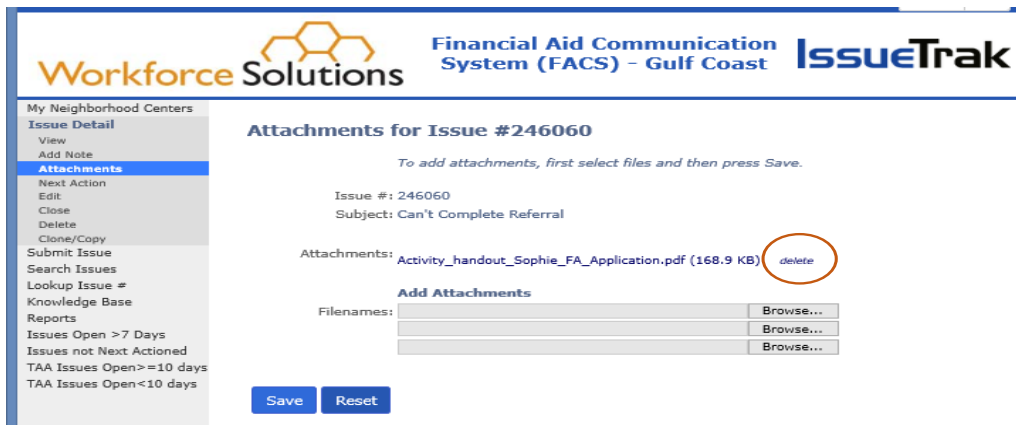 Workforce Solutions
Financial Aid Communication
System (FACS) - Gulf Coast
IssueTrak
My Neighborhood Centers
Issue Detail
View
Add Note
Attachments
Next Action
Edit
Close
Delete
Clone/Copy
Submit Issue
Search Issues
Lookup Issue #
Knowledge Base
Reports
Issues Open >7 Days
Issues not Next Actioned
TAA Issues Open>=10 days
TAA Issues Open<10 days
Attachments for Issue #246060
To add attachments, first select files and then press Save.
Issue #: 246060
Subject: Can't Complete Referral
Attachments: Activity_handout_Sophie_FA_Application.pdf (168.9 KB) delete
Add Attachments
Filenames: Browse...
Browse...
Browse...
Save Reset